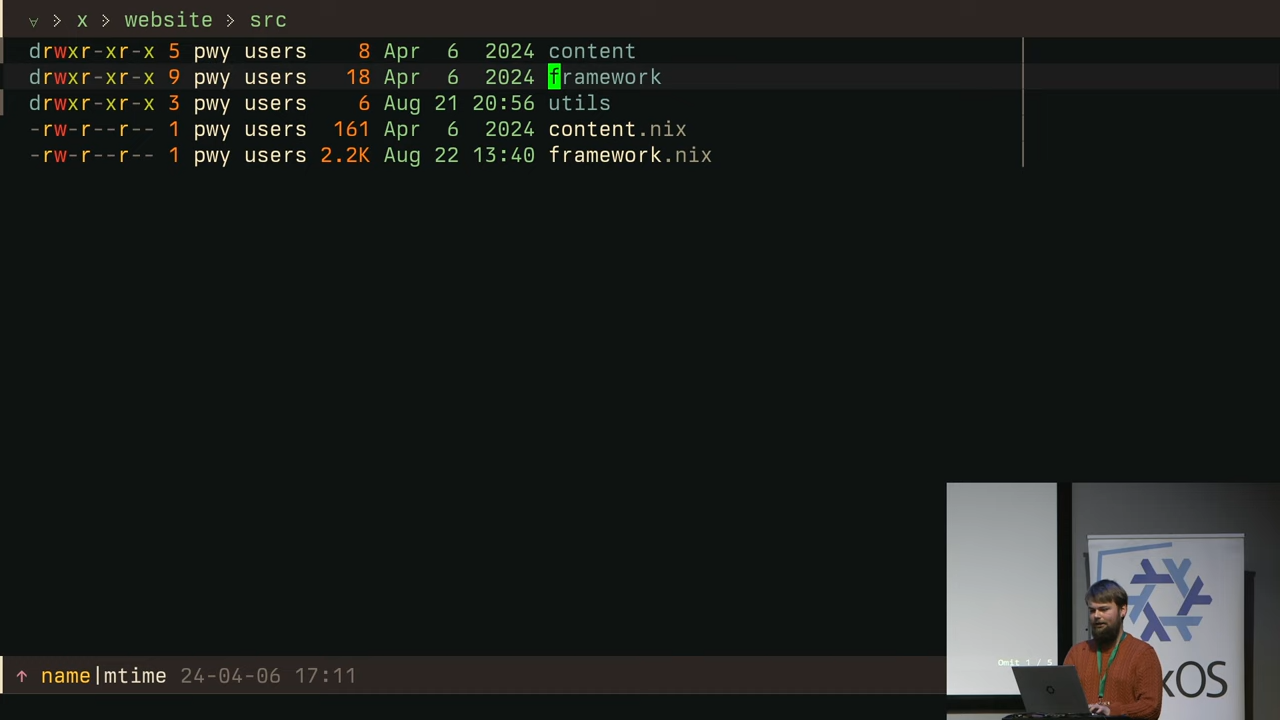 ⩝ > x > website > src
drwxr-xr-x 5 pwy users 8 Apr 6 2024 content
drwxr-xr-x 9 pwy users 18 Apr 6 2024 framework
drwxr-xr-x 3 pwy users 6 Aug 21 20:56 utils
-rw-r--r-- 1 pwy users 161 Apr 6 2024 content.nix
-rw-r--r-- 1 pwy users 2.2K Aug 22 13:40 framework.nix
↑ name|mtime 24-04-06 17:11
Omit 1 / 5
xOS